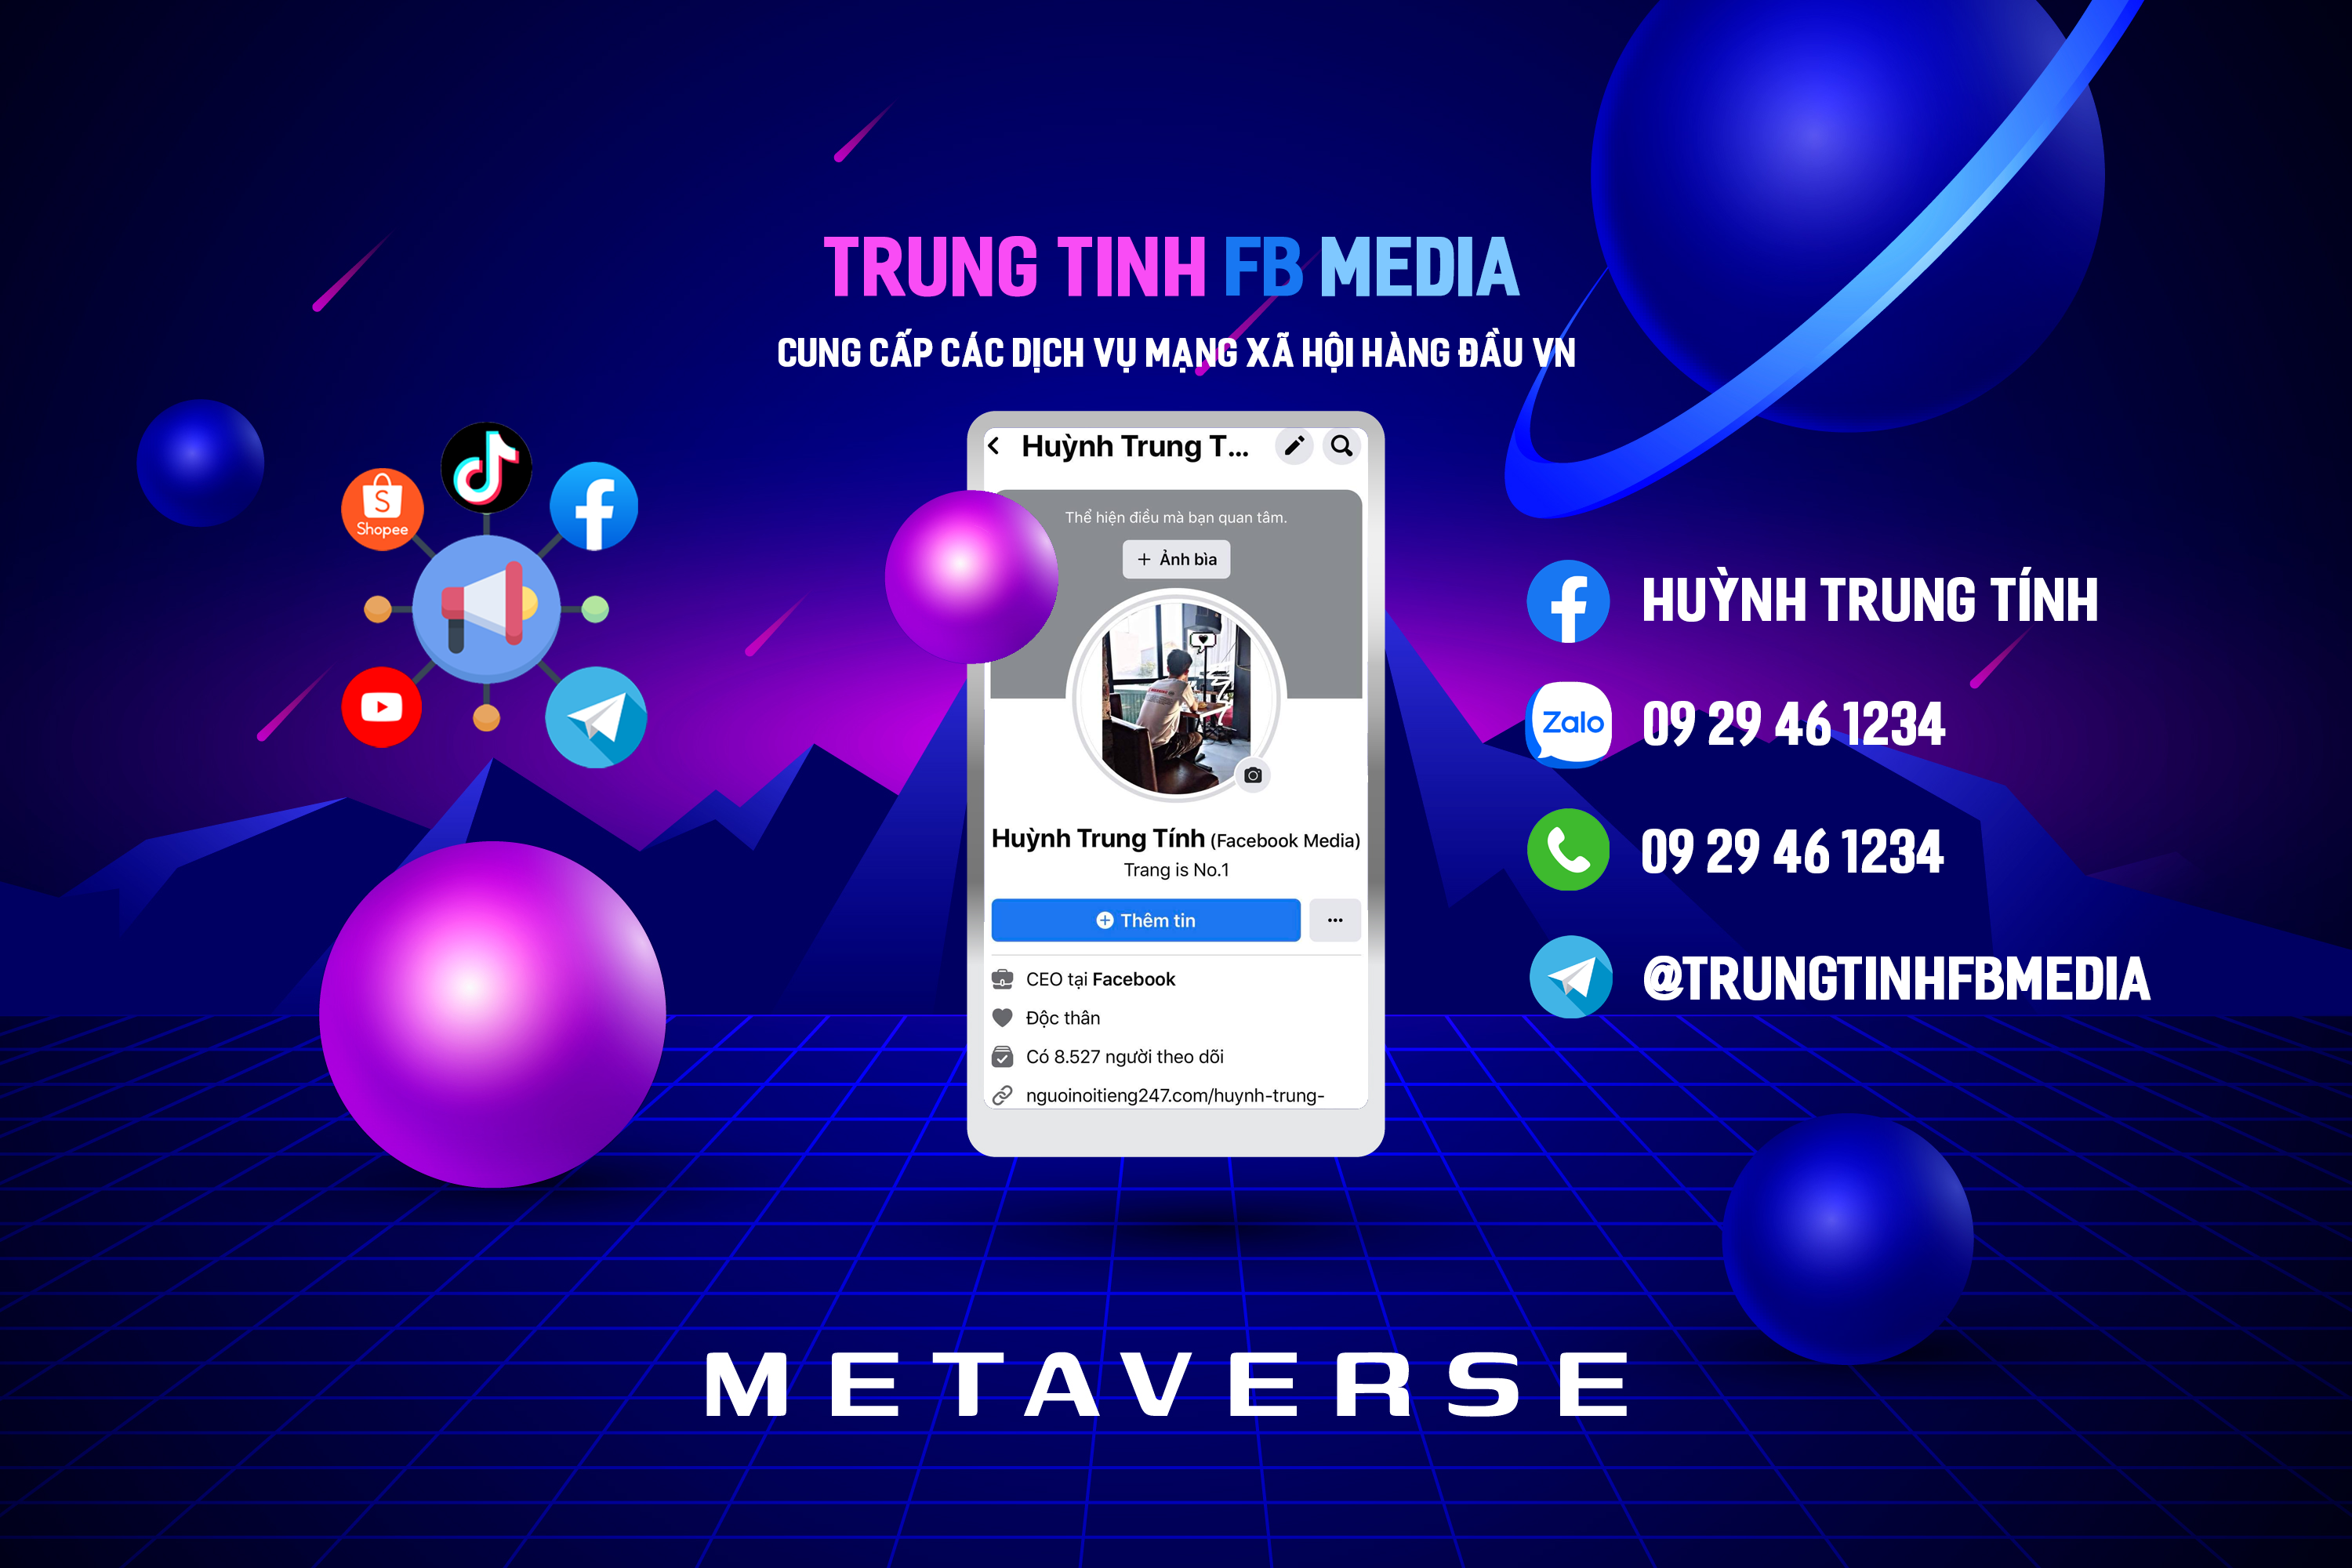 TRUNG TINH FB MEDIA
CUNG CẤP CÁC DỊCH VỤ MẠNG XÃ HỘI HÀNG ĐẦU VN
Shopee
Huỳnh Trung T...
Thể hiện điều mà bạn quan tâm.
+ Ảnh bìa
Huỳnh Trung Tính (Facebook Media)
Trang is No.1
Thêm tin
CEO tại Facebook
Độc thân
Có 8.527 người theo dõi
nguoinoitieng247.com/huynh-trung-
HUỲNH TRUNG TÍNH
Zalo
09 29 46 1234
09 29 46 1234
@TRUNGTINHFBMEDIA
METAVERSE